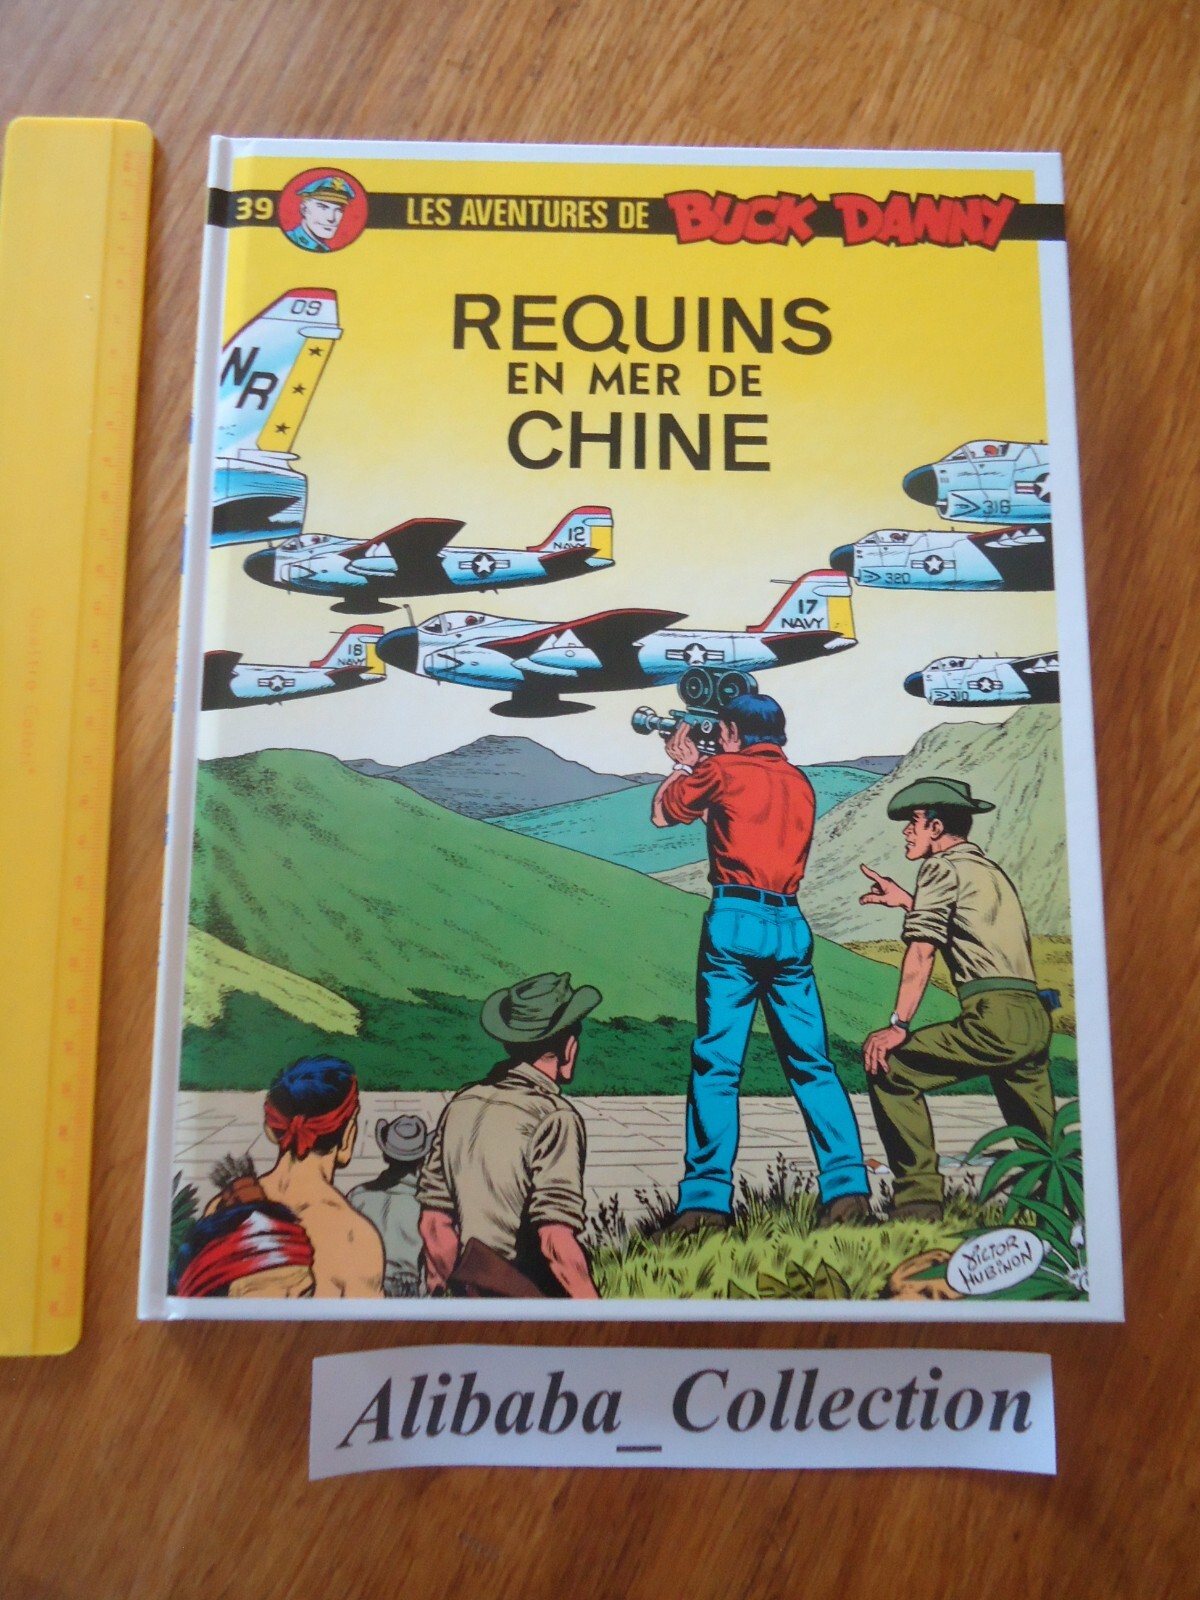 39 LES AVENTURES DE BUCK DANNY
REQUINS
EN MER DE
CHINE
09
NR
12
NAVY
316
320
17
NAVY
18
NAVY
310
VICTOR
HUBINON
Alibaba_Collection